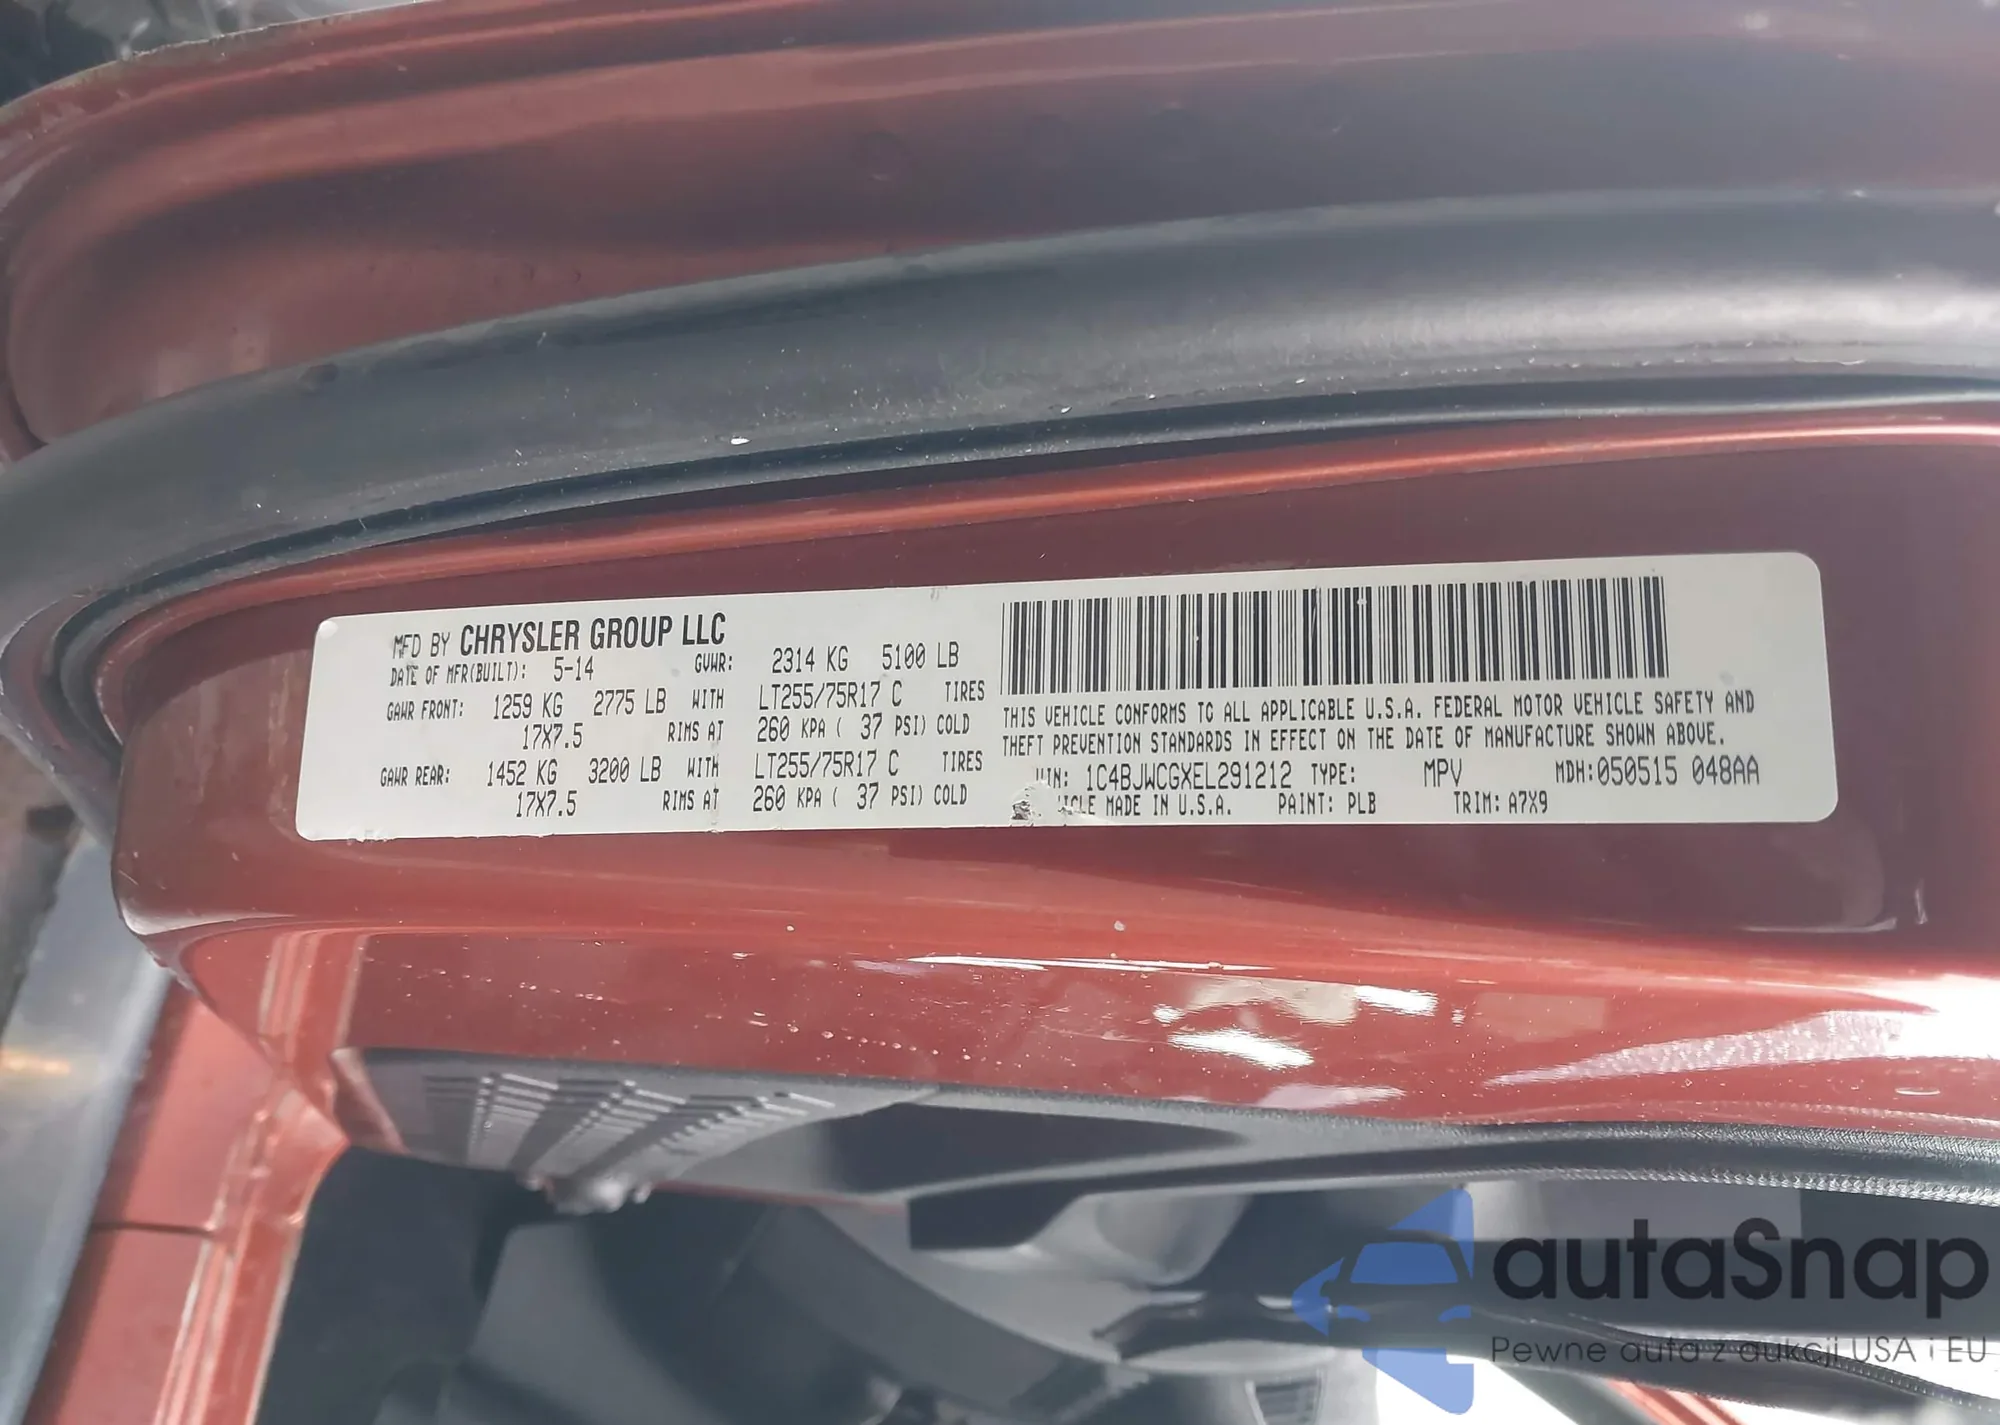 MFD BY CHRYSLER GROUP LLC
DATE OF MFR(BUILT): 5-14 GVWR: 2314 KG 5100 LB
GAWR FRONT: 1259 KG 2775 LB WITH LT255/75R17 C TIRES
17X7.5 RIMS AT 260 KPA ( 37 PSI) COLD
GAWR REAR: 1452 KG 3200 LB WITH LT255/75R17 C TIRES
17X7.5 RIMS AT 260 KPA ( 37 PSI) COLD
THIS VEHICLE CONFORMS TO ALL APPLICABLE U.S.A. FEDERAL MOTOR VEHICLE SAFETY AND
THEFT PREVENTION STANDARDS IN EFFECT ON THE DATE OF MANUFACTURE SHOWN ABOVE.
VIN: 1C4BJWCGXEL291212 TYPE: MPV MDH:050515 048AA
MADE IN U.S.A. PAINT: PLB TRIM: A7X9
autaSnap
Pewne auta z aukcji USA i EU